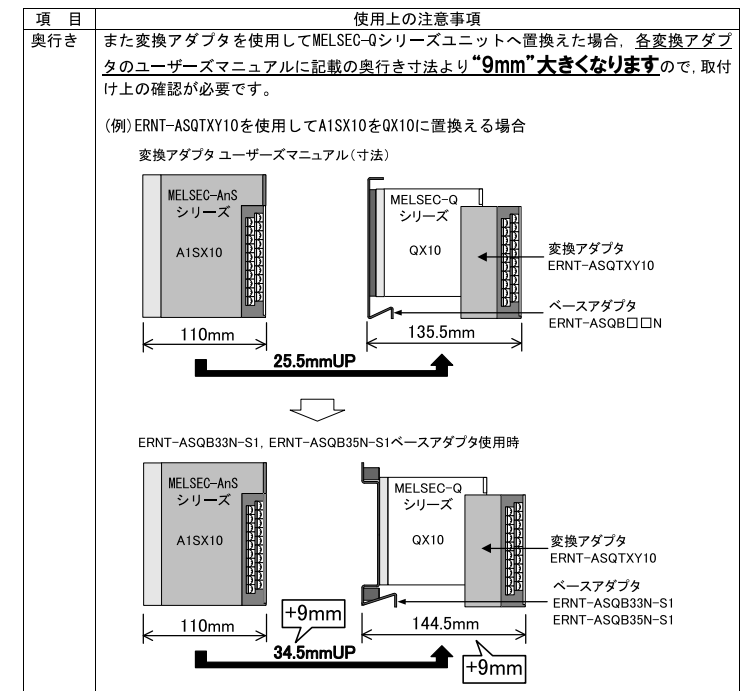 項　目　使用上の注意事項
奥行き　また変換アダプタを使用してMELSEC-Qシリーズユニットへ置換えた場合, 各変換アダプ
タのユーザーズマニュアルに記載の奥行き寸法より“9mm”大きくなりますので, 取付
け上の確認が必要です。
(例) ERNT-ASQTXY10を使用してA1SX10をQX10に置換える場合
変換アダプタ ユーザーズマニュアル(寸法)
MELSEC-AnS
シリーズ
A1SX10
MELSEC-Q
シリーズ
QX10
変換アダプタ
ERNT-ASQTXY10
ベースアダプタ
ERNT-ASQB□□N
110mm
135.5mm
25.5mmUP
ERNT-ASQB33N-S1, ERNT-ASQB35N-S1ベースアダプタ使用時
MELSEC-AnS
シリーズ
A1SX10
MELSEC-Q
シリーズ
QX10
変換アダプタ
ERNT-ASQTXY10
ベースアダプタ
ERNT-ASQB33N-S1
ERNT-ASQB35N-S1
110mm
+9mm
144.5mm
34.5mmUP
+9mm